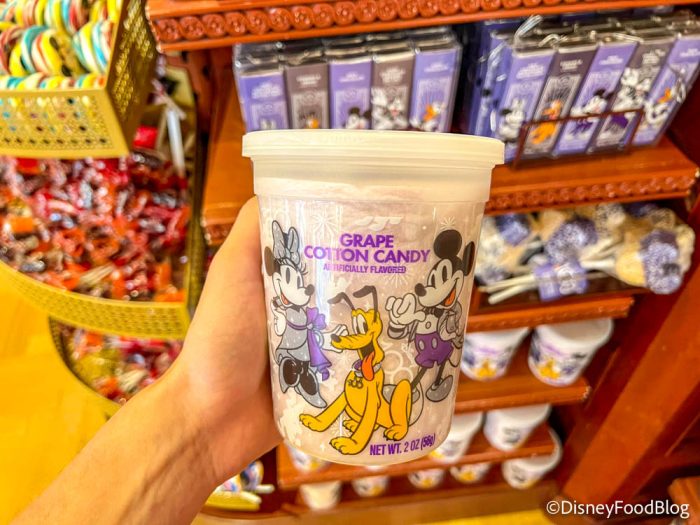 GRAPE
COTTON CANDY
ARTIFICIALLY FLAVORED
NET WT. 2 OZ (56g)
©DisneyFoodBlog